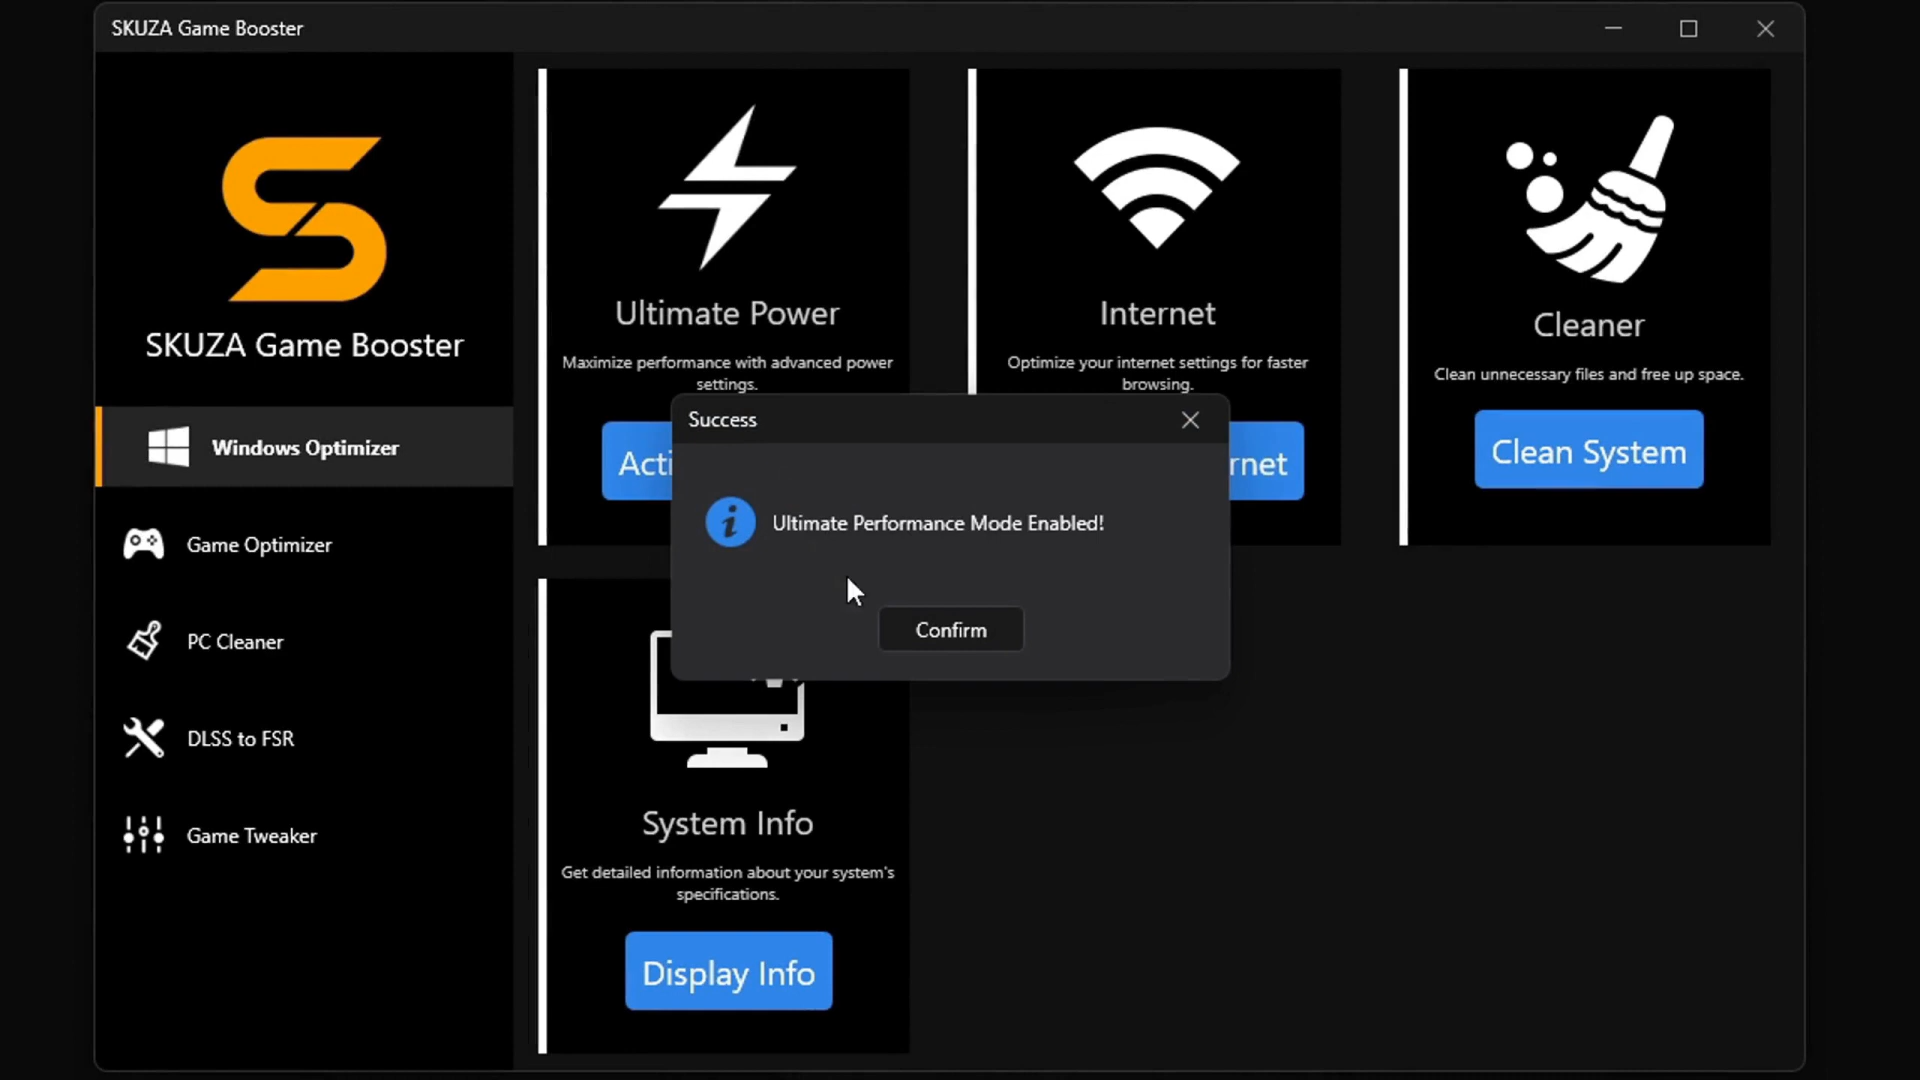 SKUZA Game Booster
SKUZA Game Booster
Windows Optimizer
Game Optimizer
PC Cleaner
DLSS to FSR
Game Tweaker
Ultimate Power
Maximize performance with advanced power
settings.
Internet
Optimize your internet settings for faster
browsing.
Cleaner
Clean unnecessary files and free up space.
Clean System
Success
Ultimate Performance Mode Enabled!
Confirm
System Info
Get detailed information about your system's
specifications.
Display Info